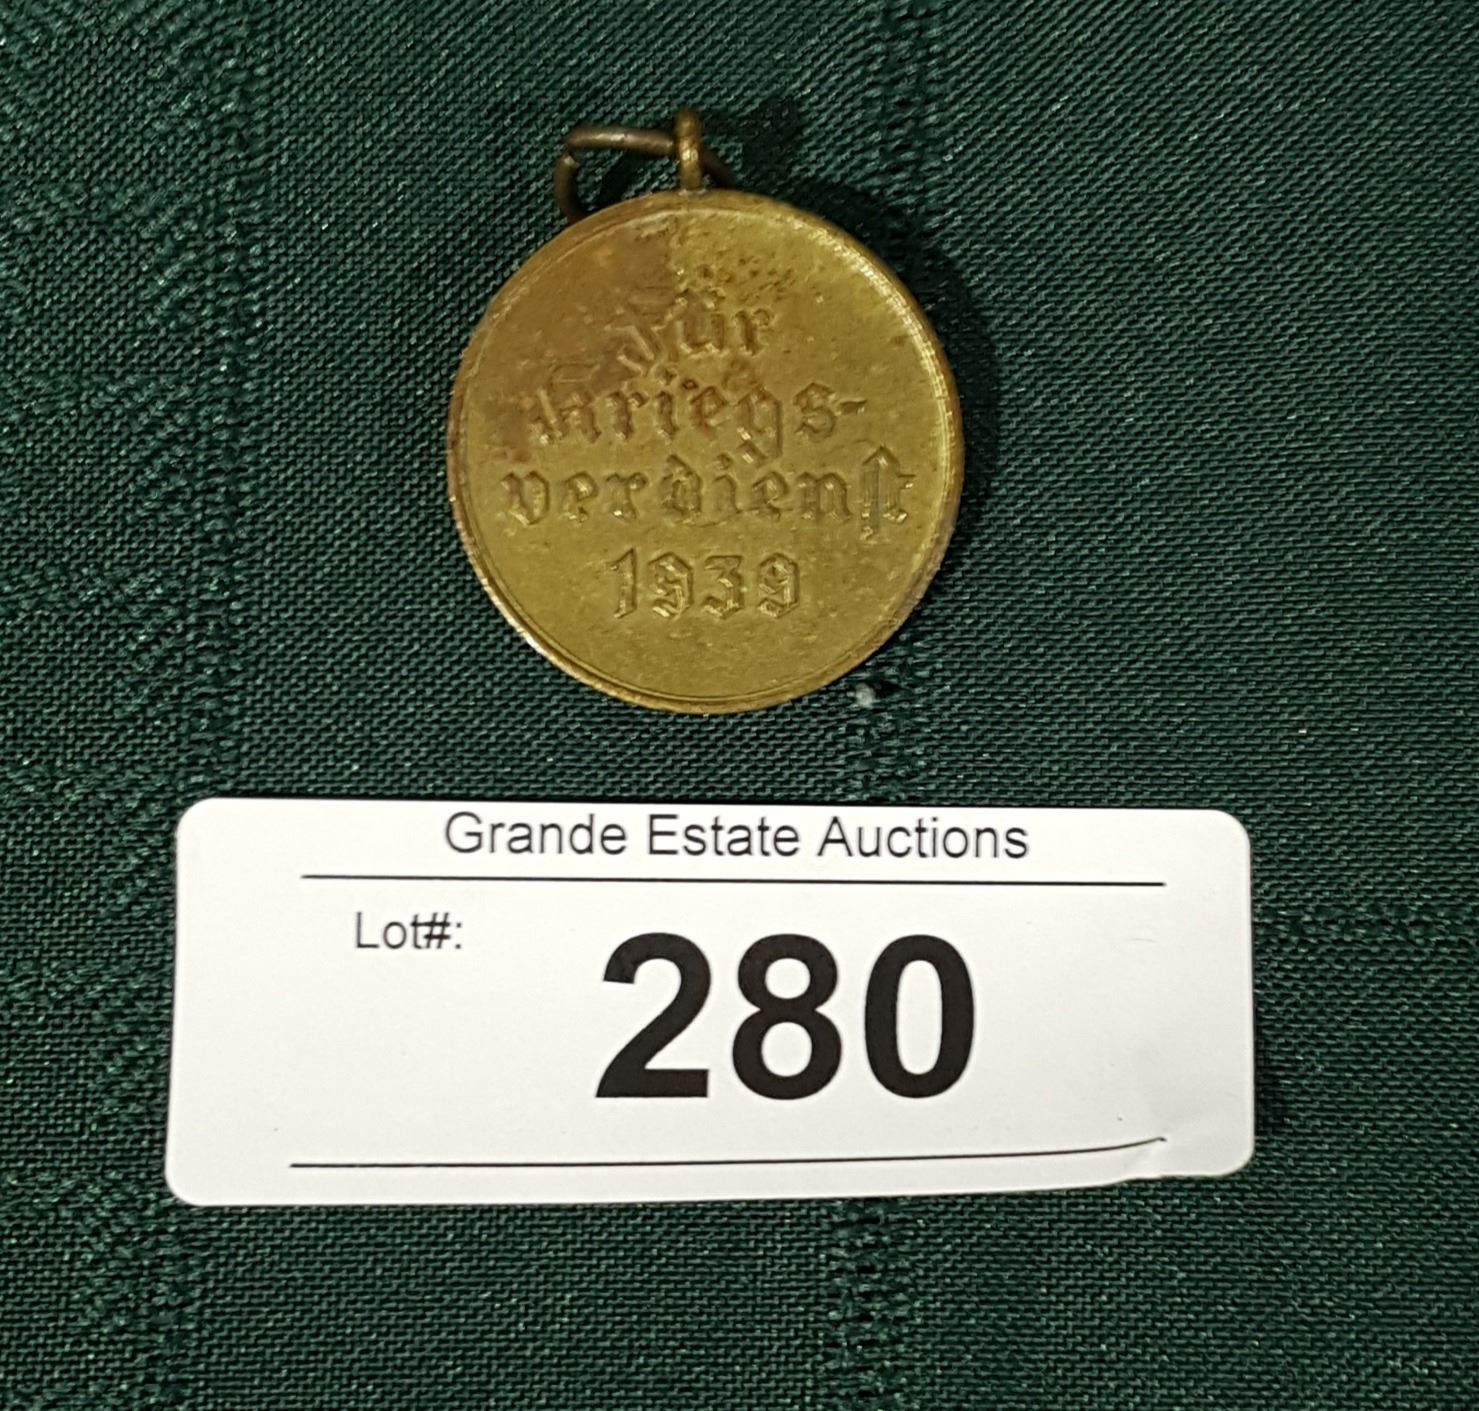 Für
Kriegs-
verdienſt
1939
Grande Estate Auctions
Lot#:
280